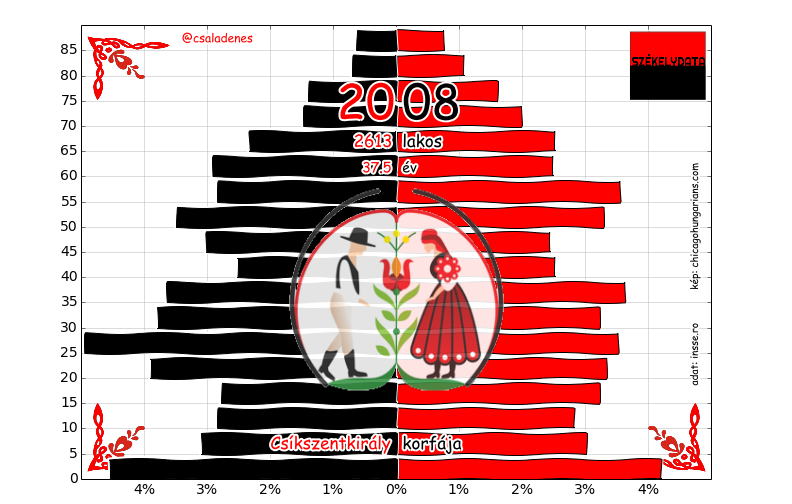 @csaladenes
SZÉKELYDATA
2008
2613 lakos
37.5 év
kép: chicagohungarians.com
adat: insse.ro
Csíkszentkirály korfája
85
80
75
70
65
60
55
50
45
40
35
30
25
20
15
10
5
0
4% 3% 2% 1% 0% 1% 2% 3% 4%